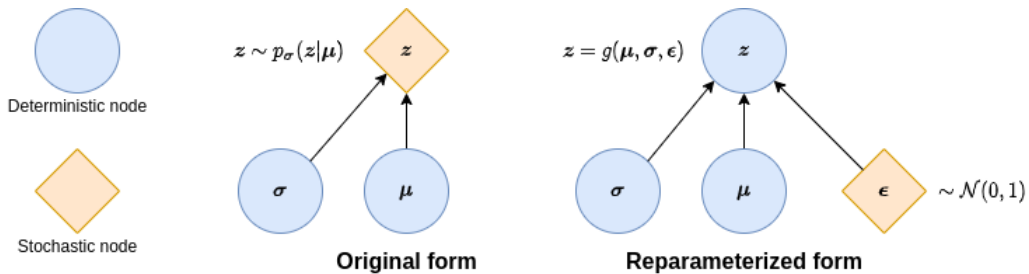 Deterministic node
Stochastic node
z ∼ p_σ(z|μ)
z
σ
μ
Original form
z = g(μ, σ, ϵ)
z
σ
μ
ϵ
∼ 𝒩(0, 1)
Reparameterized form